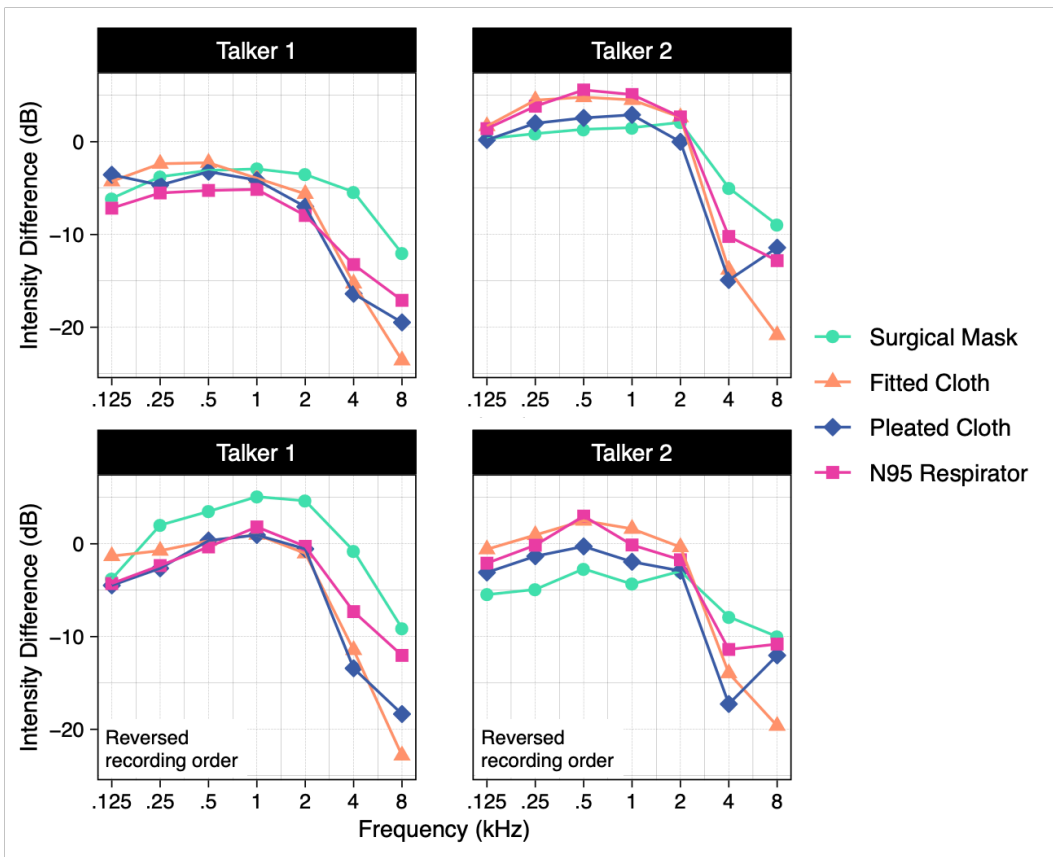 Talker 1
Talker 2
Intensity Difference (dB)
0
−10
−20
.125 .25 .5 1 2 4 8
.125 .25 .5 1 2 4 8
Surgical Mask
Fitted Cloth
Pleated Cloth
N95 Respirator
Talker 1
Talker 2
Intensity Difference (dB)
0
−10
−20
Reversed
recording order
Reversed
recording order
.125 .25 .5 1 2 4 8
.125 .25 .5 1 2 4 8
Frequency (kHz)